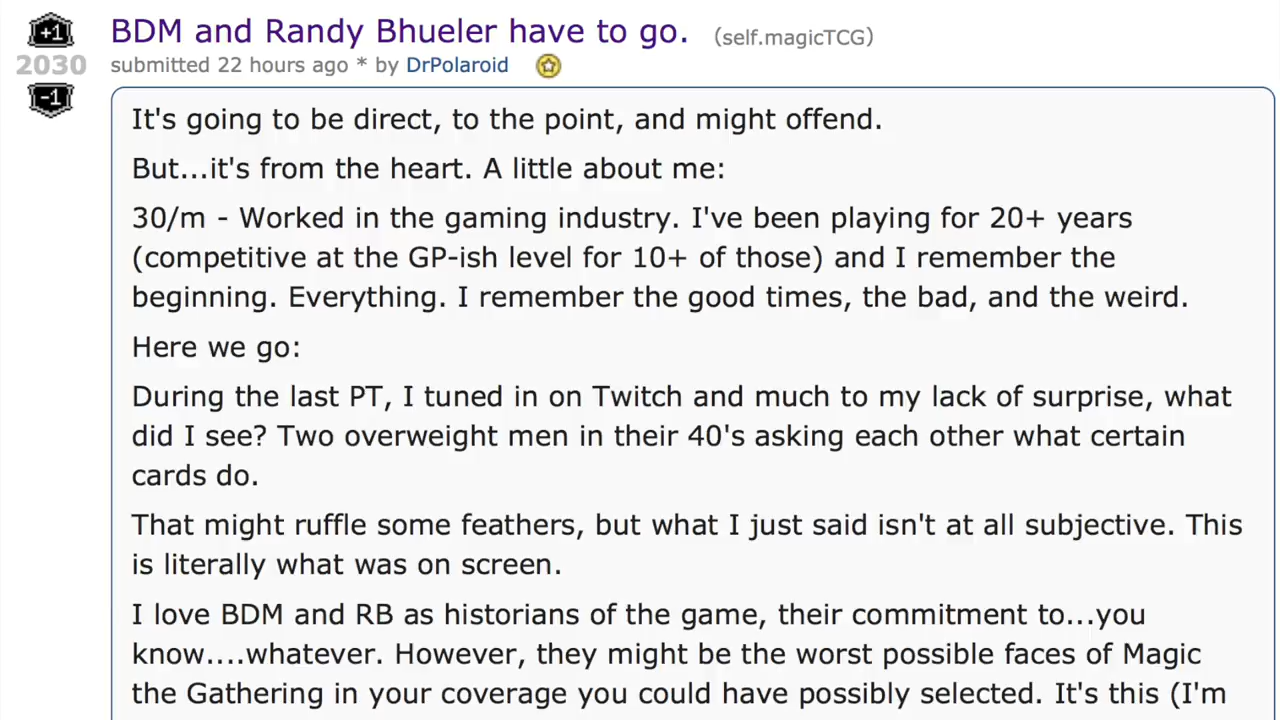 +1
BDM and Randy Bhueler have to go. (self.magicTCG)
2030
submitted 22 hours ago * by DrPolaroid
-1
It's going to be direct, to the point, and might offend.
But...it's from the heart. A little about me:
30/m - Worked in the gaming industry. I've been playing for 20+ years
(competitive at the GP-ish level for 10+ of those) and I remember the
beginning. Everything. I remember the good times, the bad, and the weird.
Here we go:
During the last PT, I tuned in on Twitch and much to my lack of surprise, what
did I see? Two overweight men in their 40's asking each other what certain
cards do.
That might ruffle some feathers, but what I just said isn't at all subjective. This
is literally what was on screen.
I love BDM and RB as historians of the game, their commitment to...you
know....whatever. However, they might be the worst possible faces of Magic
the Gathering in your coverage you could have possibly selected. It's this (I'm